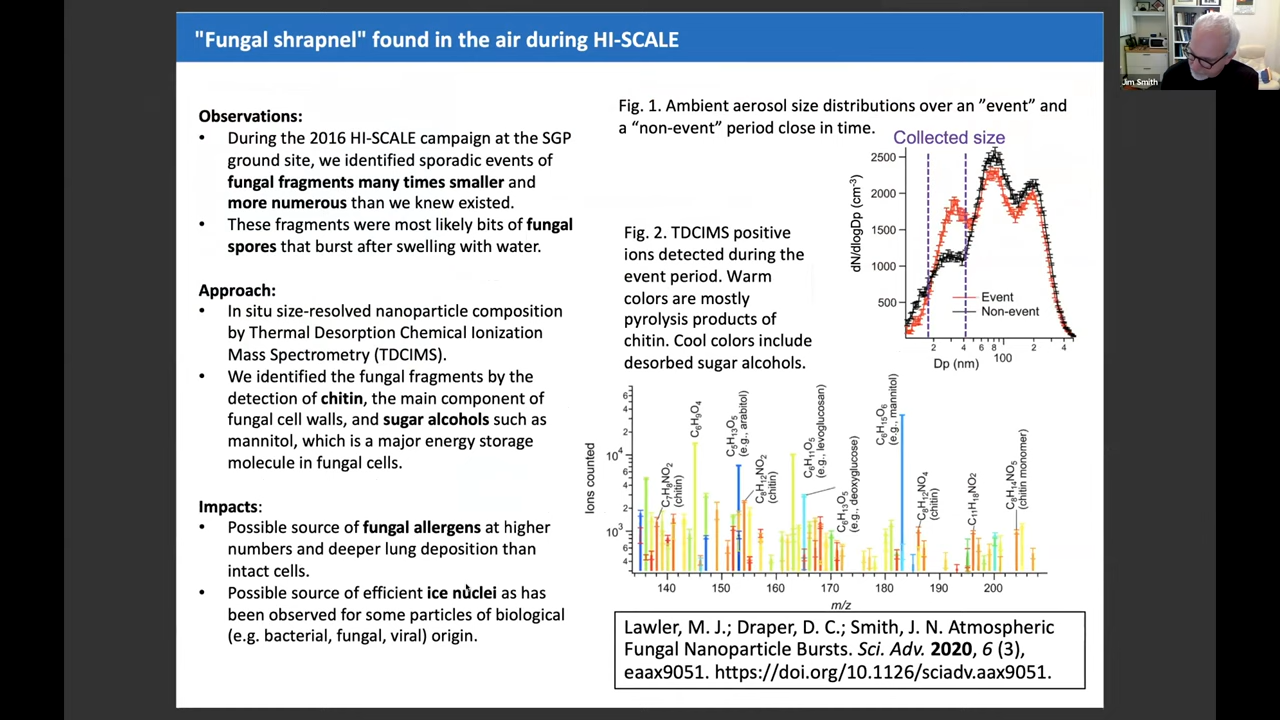 "Fungal shrapnel" found in the air during HI-SCALE
Jim Smith
Observations:
• During the 2016 HI-SCALE campaign at the SGP
ground site, we identified sporadic events of
fungal fragments many times smaller and
more numerous than we knew existed.
• These fragments were most likely bits of fungal
spores that burst after swelling with water.
Approach:
• In situ size-resolved nanoparticle composition
by Thermal Desorption Chemical Ionization
Mass Spectrometry (TDCIMS).
• We identified the fungal fragments by the
detection of chitin, the main component of
fungal cell walls, and sugar alcohols such as
mannitol, which is a major energy storage
molecule in fungal cells.
Impacts:
• Possible source of fungal allergens at higher
numbers and deeper lung deposition than
intact cells.
• Possible source of efficient ice nuclei as has
been observed for some particles of biological
(e.g. bacterial, fungal, viral) origin.
Fig. 1. Ambient aerosol size distributions over an ”event” and
a “non-event” period close in time.
Collected size
2500
2000
1500
1000
500
dN/dlogDp (cm⁻³)
Event
Non-event
2 4 6 8 100 2 4
Dp (nm)
Fig. 2. TDCIMS positive
ions detected during the
event period. Warm
colors are mostly
pyrolysis products of
chitin. Cool colors include
desorbed sugar alcohols.
Ions counted
6
4
2
10⁴
6
4
2
10³
6
4
C₇H₈NO₂
(chitin)
C₆H₉O₄
C₅H₁₃O₅
(e.g., arabitol)
C₈H₁₂NO₂
(chitin)
C₆H₁₁O₅
(e.g., levoglucosan)
C₆H₁₃O₅
(e.g., deoxyglucose)
C₆H₁₅O₆
(e.g., mannitol)
C₈H₁₂NO₄
(chitin)
C₁₁H₁₈NO₂
C₈H₁₄NO₅
(chitin monomer)
140 150 160 170 180 190 200
m/z
Lawler, M. J.; Draper, D. C.; Smith, J. N. Atmospheric
Fungal Nanoparticle Bursts. Sci. Adv. 2020, 6 (3),
eaax9051. https://doi.org/10.1126/sciadv.aax9051.